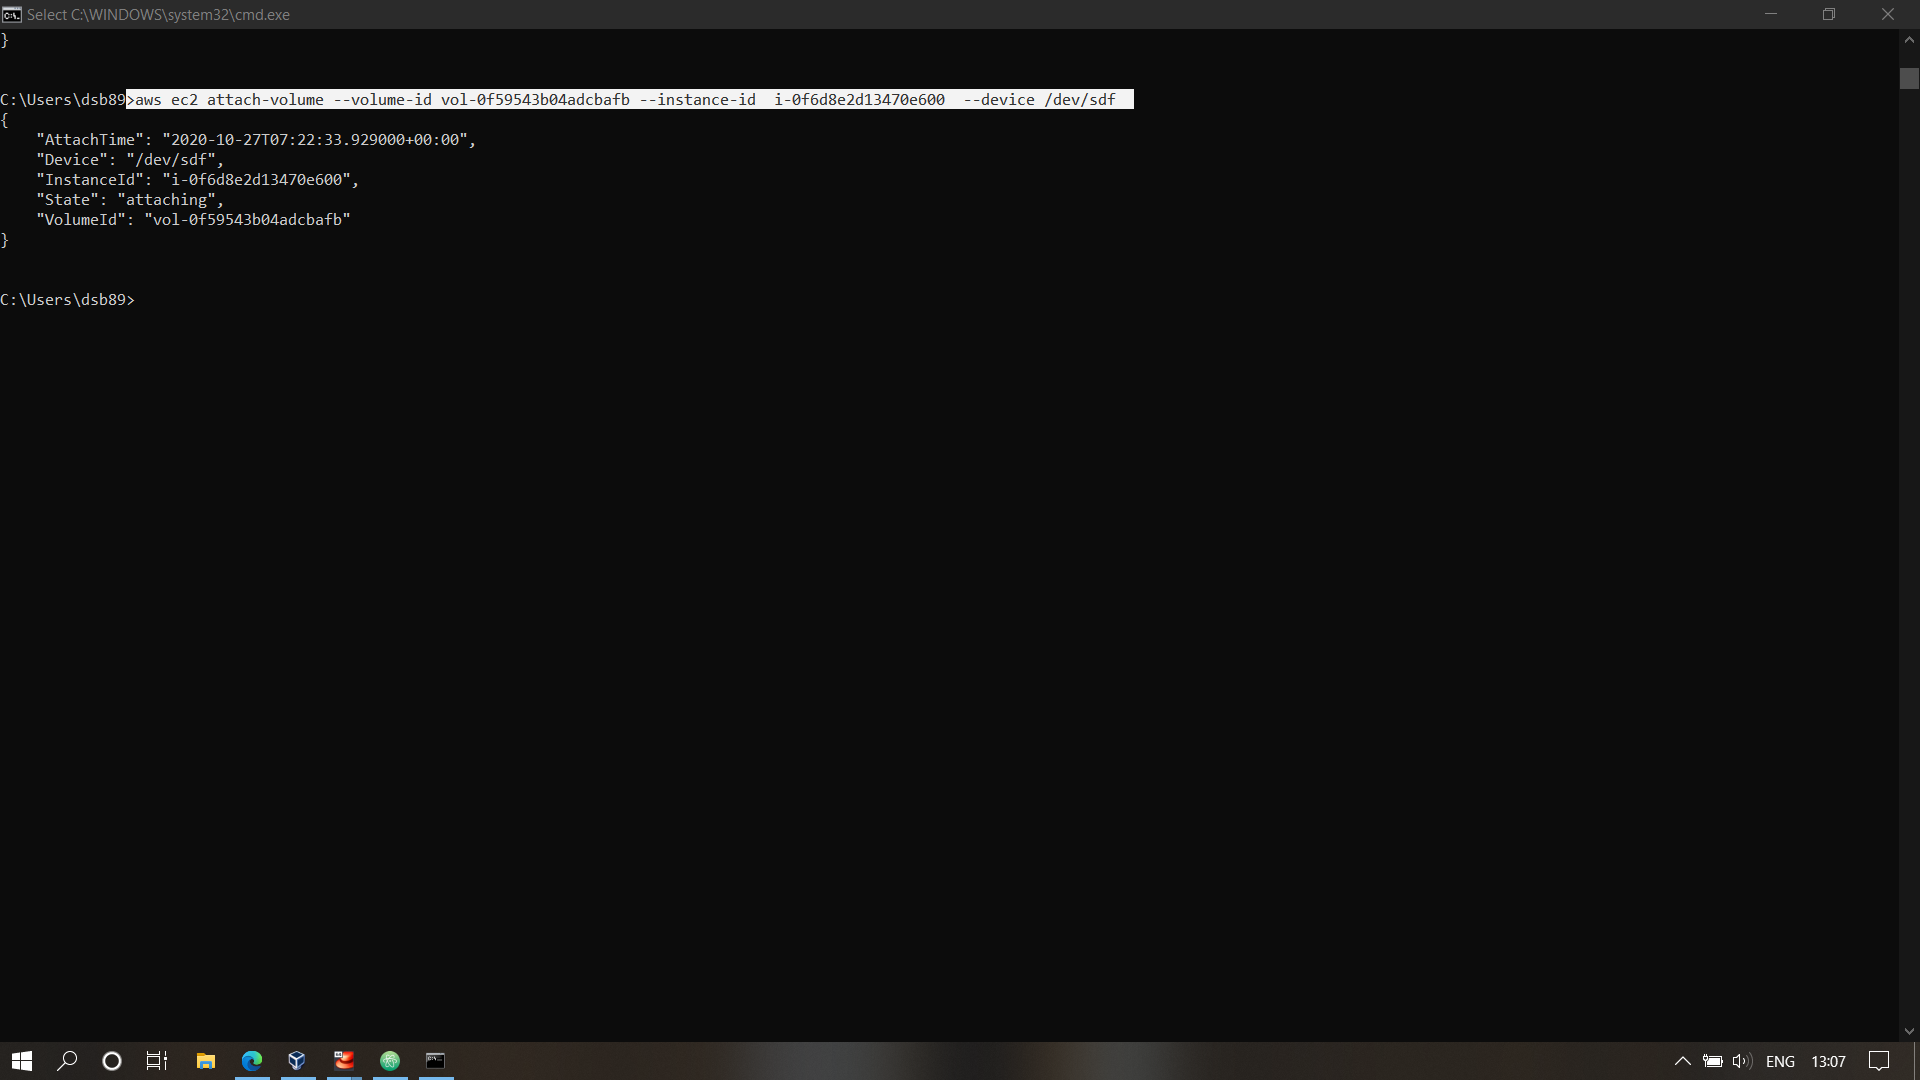 Select C:\WINDOWS\system32\cmd.exe
}
C:\Users\dsb89>aws ec2 attach-volume --volume-id vol-0f59543b04adcbafb --instance-id  i-0f6d8e2d13470e600  --device /dev/sdf
{
    "AttachTime": "2020-10-27T07:22:33.929000+00:00",
    "Device": "/dev/sdf",
    "InstanceId": "i-0f6d8e2d13470e600",
    "State": "attaching",
    "VolumeId": "vol-0f59543b04adcbafb"
}
C:\Users\dsb89>
ENG 13:07